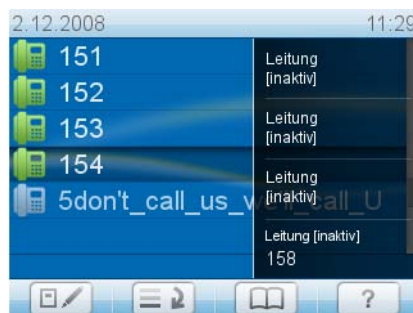 2.12.2008 11:29
151
152
153
154
5don't_call_us_we'll_call_U
Leitung
[inaktiv]
Leitung
[inaktiv]
Leitung
[inaktiv]
Leitung [inaktiv]
158
?